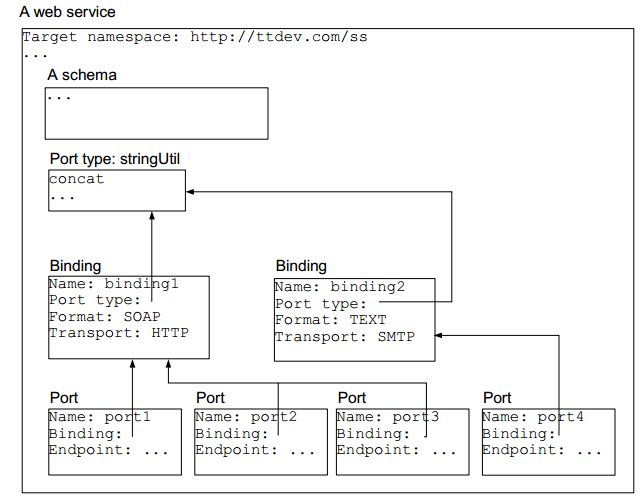 A web service
Target namespace: http://ttdev.com/ss
...
A schema
...
Port type: stringUtil
concat
...
Binding
Name: binding1
Port type:
Format: SOAP
Transport: HTTP
Binding
Name: binding2
Port type:
Format: TEXT
Transport: SMTP
Port
Name: port1
Binding:
Endpoint: ...
Port
Name: port2
Binding:
Endpoint: ...
Port
Name: port3
Binding:
Endpoint: ...
Port
Name: port4
Binding:
Endpoint: ...